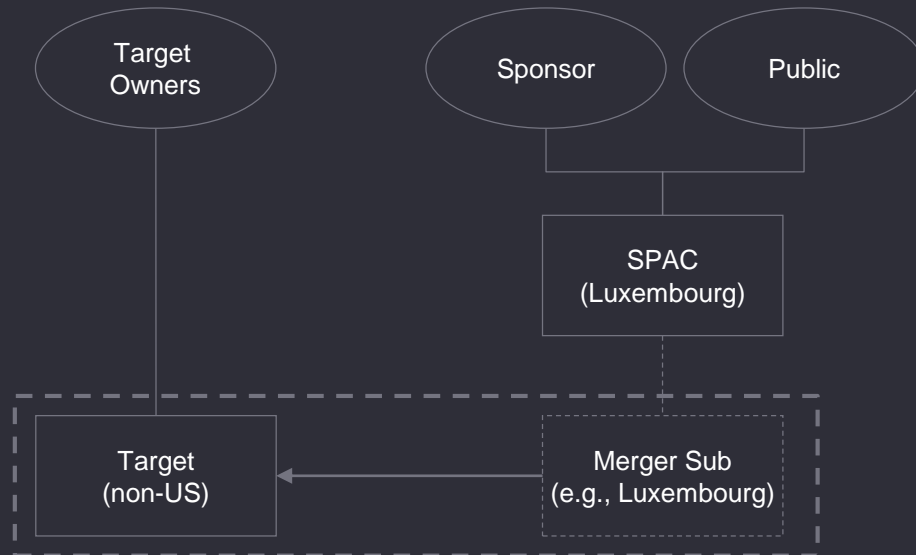 Target
Owners
Sponsor
Public
SPAC
(Luxembourg)
Target
(non-US)
Merger Sub
(e.g., Luxembourg)